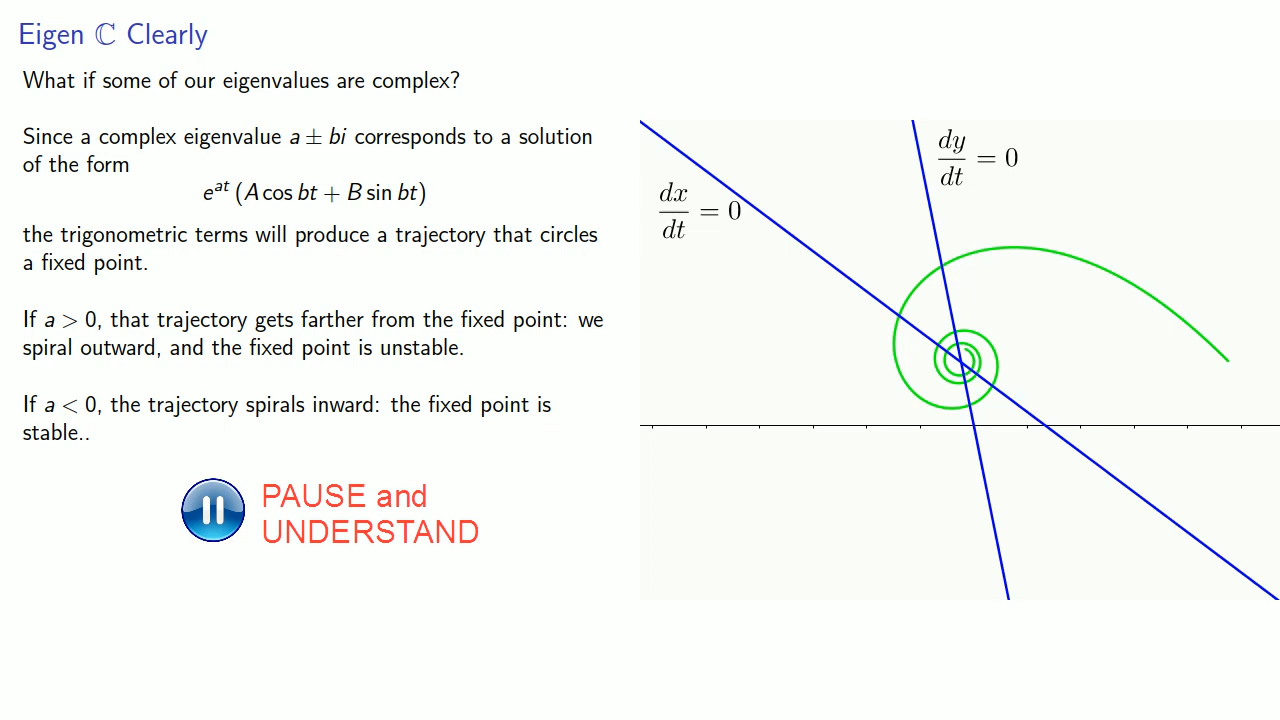 Eigen ℂ Clearly
What if some of our eigenvalues are complex?
Since a complex eigenvalue a ± bi corresponds to a solution
of the form
e^{at} (A cos bt + B sin bt)
the trigonometric terms will produce a trajectory that circles
a fixed point.
If a > 0, that trajectory gets farther from the fixed point: we
spiral outward, and the fixed point is unstable.
If a < 0, the trajectory spirals inward: the fixed point is
stable..
PAUSE and
UNDERSTAND
dy/dt = 0
dx/dt = 0